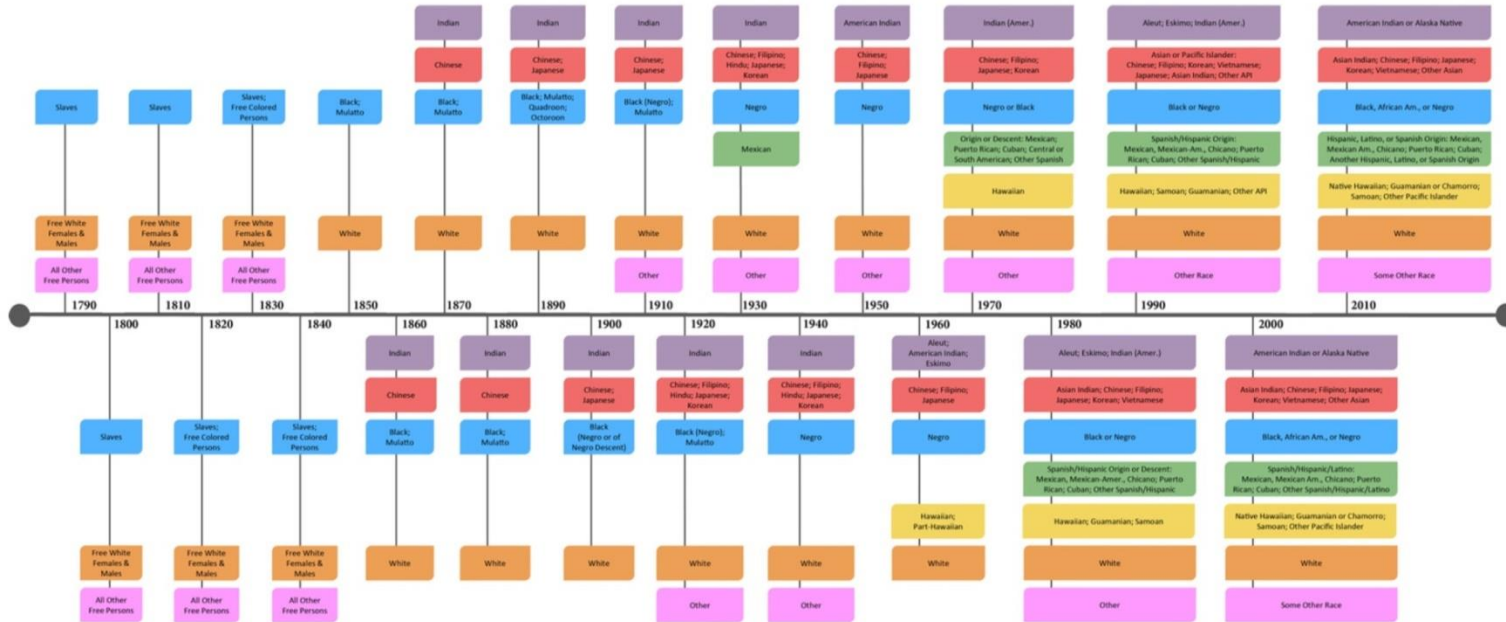 Indian
Indian
Indian
Indian
American Indian
Indian (Amer.)
Aleut; Eskimo; Indian (Amer.)
American Indian or Alaska Native
Chinese
Chinese;
Japanese
Chinese;
Japanese
Chinese; Filipino;
Hindu; Japanese;
Korean
Chinese;
Filipino;
Japanese
Chinese; Filipino;
Japanese; Korean
Asian or Pacific Islander:
Chinese; Filipino; Korean; Vietnamese;
Japanese; Asian Indian; Other API
Asian Indian; Chinese; Filipino; Japanese;
Korean; Vietnamese; Other Asian
Slaves
Slaves
Slaves;
Free Colored
Persons
Black;
Mulatto
Black;
Mulatto
Black; Mulatto;
Quadroon;
Octoroon
Black (Negro);
Mulatto
Negro
Negro
Negro or Black
Black or Negro
Black, African Am., or Negro
Mexican
Origin or Descent: Mexican;
Puerto Rican; Cuban; Central or
South American; Other Spanish
Spanish/Hispanic Origin:
Mexican, Mexican-Am., Chicano; Puerto
Rican; Cuban; Other Spanish/Hispanic
Hispanic, Latino, or Spanish Origin: Mexican,
Mexican Am., Chicano; Puerto Rican; Cuban;
Another Hispanic, Latino, or Spanish Origin
Hawaiian
Hawaiian; Samoan; Guamanian; Other API
Native Hawaiian; Guamanian or Chamorro;
Samoan; Other Pacific Islander
Free White
Females &
Males
Free White
Females &
Males
Free White
Females &
Males
White
White
White
White
White
White
White
White
White
All Other
Free Persons
All Other
Free Persons
All Other
Free Persons
Other
Other
Other
Other
Other Race
Some Other Race
1790
1810
1830
1850
1870
1890
1910
1930
1950
1970
1990
2010
1800
1820
1840
1860
1880
1900
1920
1940
1960
1980
2000
Indian
Indian
Indian
Indian
Indian
Aleut;
American Indian;
Eskimo
Aleut; Eskimo; Indian (Amer.)
American Indian or Alaska Native
Chinese
Chinese
Chinese;
Japanese
Chinese; Filipino;
Hindu; Japanese;
Korean
Chinese; Filipino;
Hindu; Japanese;
Korean
Chinese; Filipino;
Japanese
Asian Indian; Chinese; Filipino;
Japanese; Korean; Vietnamese
Asian Indian; Chinese; Filipino; Japanese;
Korean; Vietnamese; Other Asian
Slaves
Slaves;
Free Colored
Persons
Slaves;
Free Colored
Persons
Black;
Mulatto
Black;
Mulatto
Black
(Negro or of
Negro Descent)
Black (Negro);
Mulatto
Negro
Negro
Black or Negro
Black, African Am., or Negro
Spanish/Hispanic Origin or Descent:
Mexican, Mexican-Amer., Chicano; Puerto
Rican; Cuban; Other Spanish/Hispanic
Spanish/Hispanic/Latino:
Mexican, Mexican Am., Chicano; Puerto
Rican; Cuban; Other Spanish/Hispanic/Latino
Hawaiian;
Part-Hawaiian
Hawaiian; Guamanian; Samoan
Native Hawaiian; Guamanian or Chamorro;
Samoan; Other Pacific Islander
Free White
Females &
Males
Free White
Females &
Males
Free White
Females &
Males
White
White
White
White
White
White
White
White
All Other
Free Persons
All Other
Free Persons
All Other
Free Persons
Other
Other
Other
Some Other Race